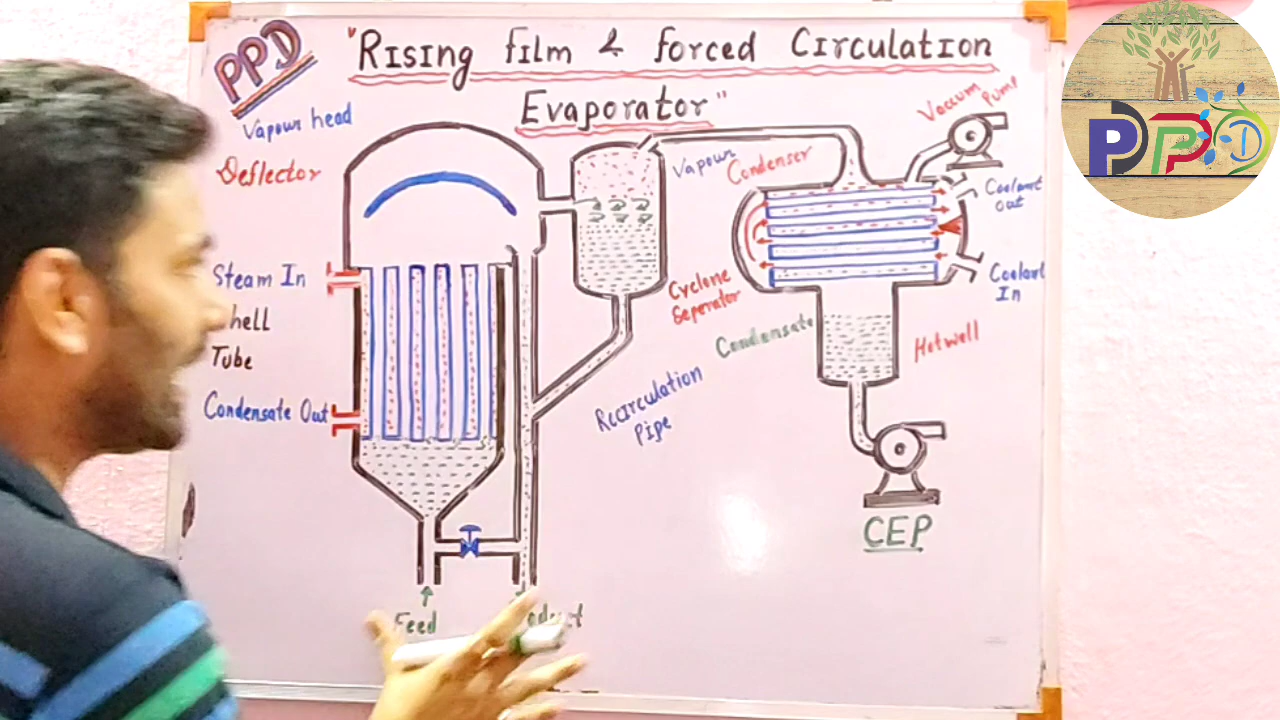 PPD
"Rising film & forced Circulation
Evaporator"
Vapour head
Deflector
Steam In
hell
Tube
Condensate Out
Feed
Vapour
Condenser
Vaccum
Pump
Coolant
out
Coolant
In
Cyclone
Seperator
Condensate
Hotwell
Recirculation
Pipe
CEP
PPD